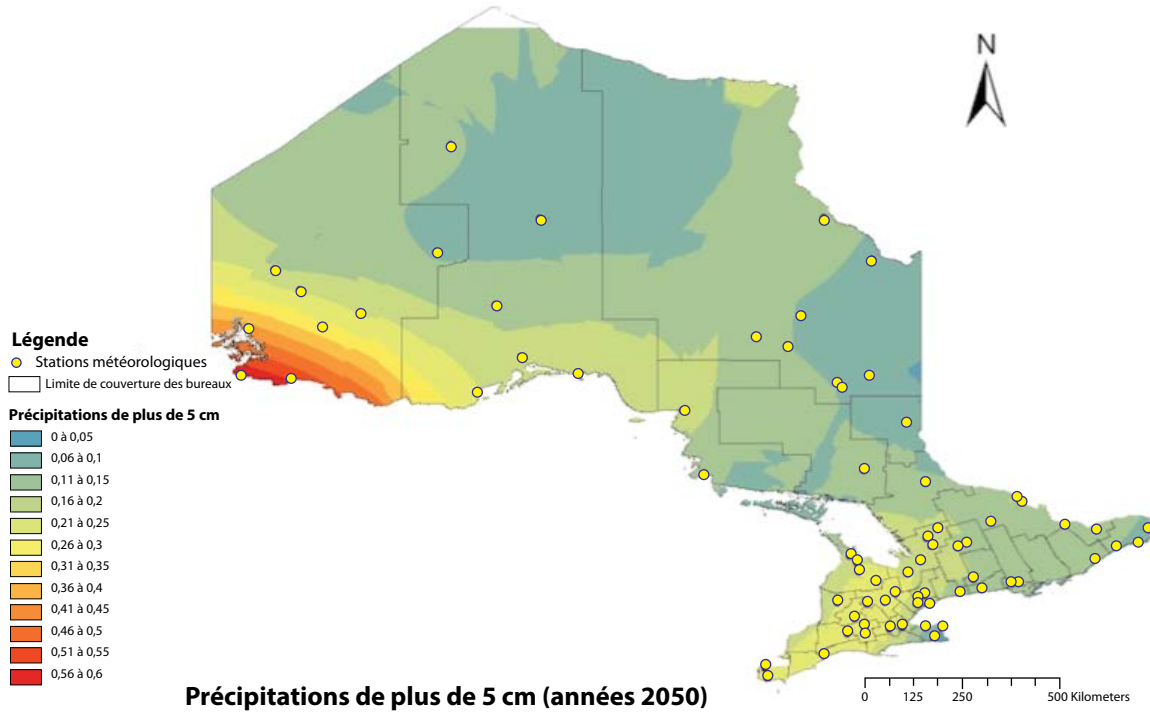 N
Légende
Stations météorologiques
Limite de couverture des bureaux
Précipitations de plus de 5 cm
0 à 0,05
0,06 à 0,1
0,11 à 0,15
0,16 à 0,2
0,21 à 0,25
0,26 à 0,3
0,31 à 0,35
0,36 à 0,4
0,41 à 0,45
0,46 à 0,5
0,51 à 0,55
0,56 à 0,6
Précipitations de plus de 5 cm (années 2050)
0 125 250 500 Kilometers